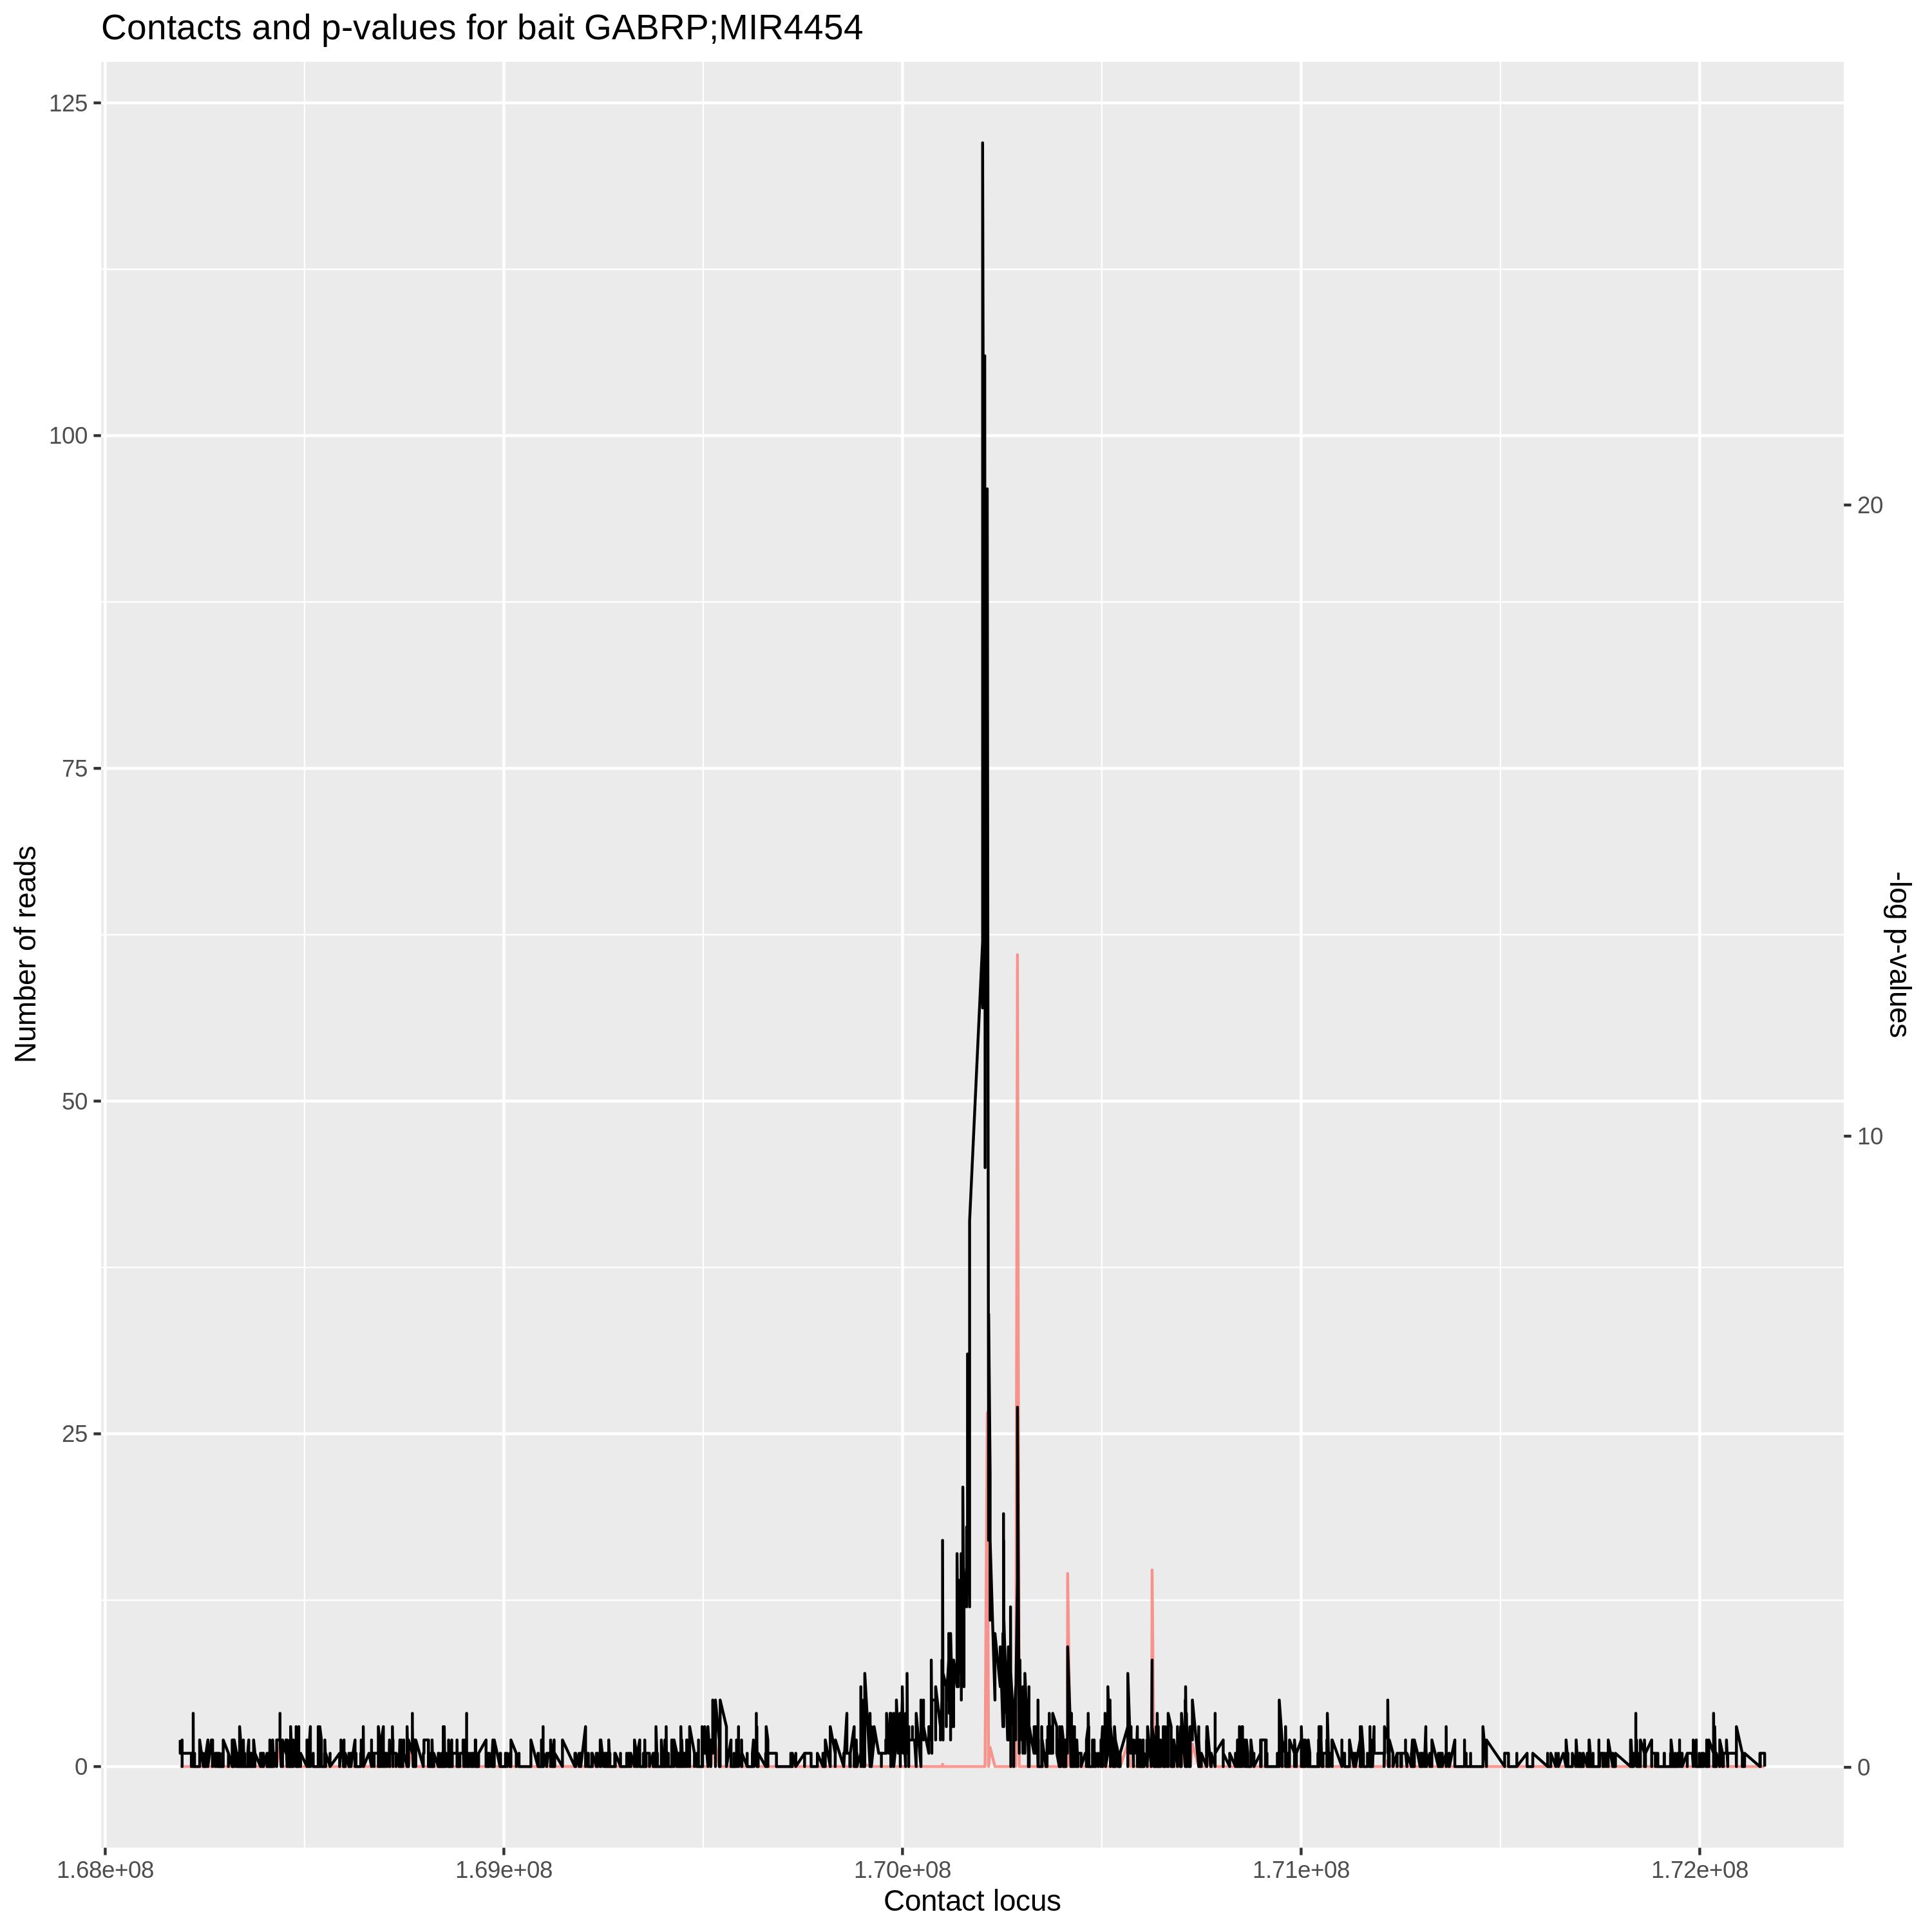 Contacts and p-values for bait GABRP;MIR4454
125
100
75
50
25
0
Number of reads
20
10
0
-log p-values
1.68e+08 1.69e+08 1.70e+08 1.71e+08 1.72e+08
Contact locus